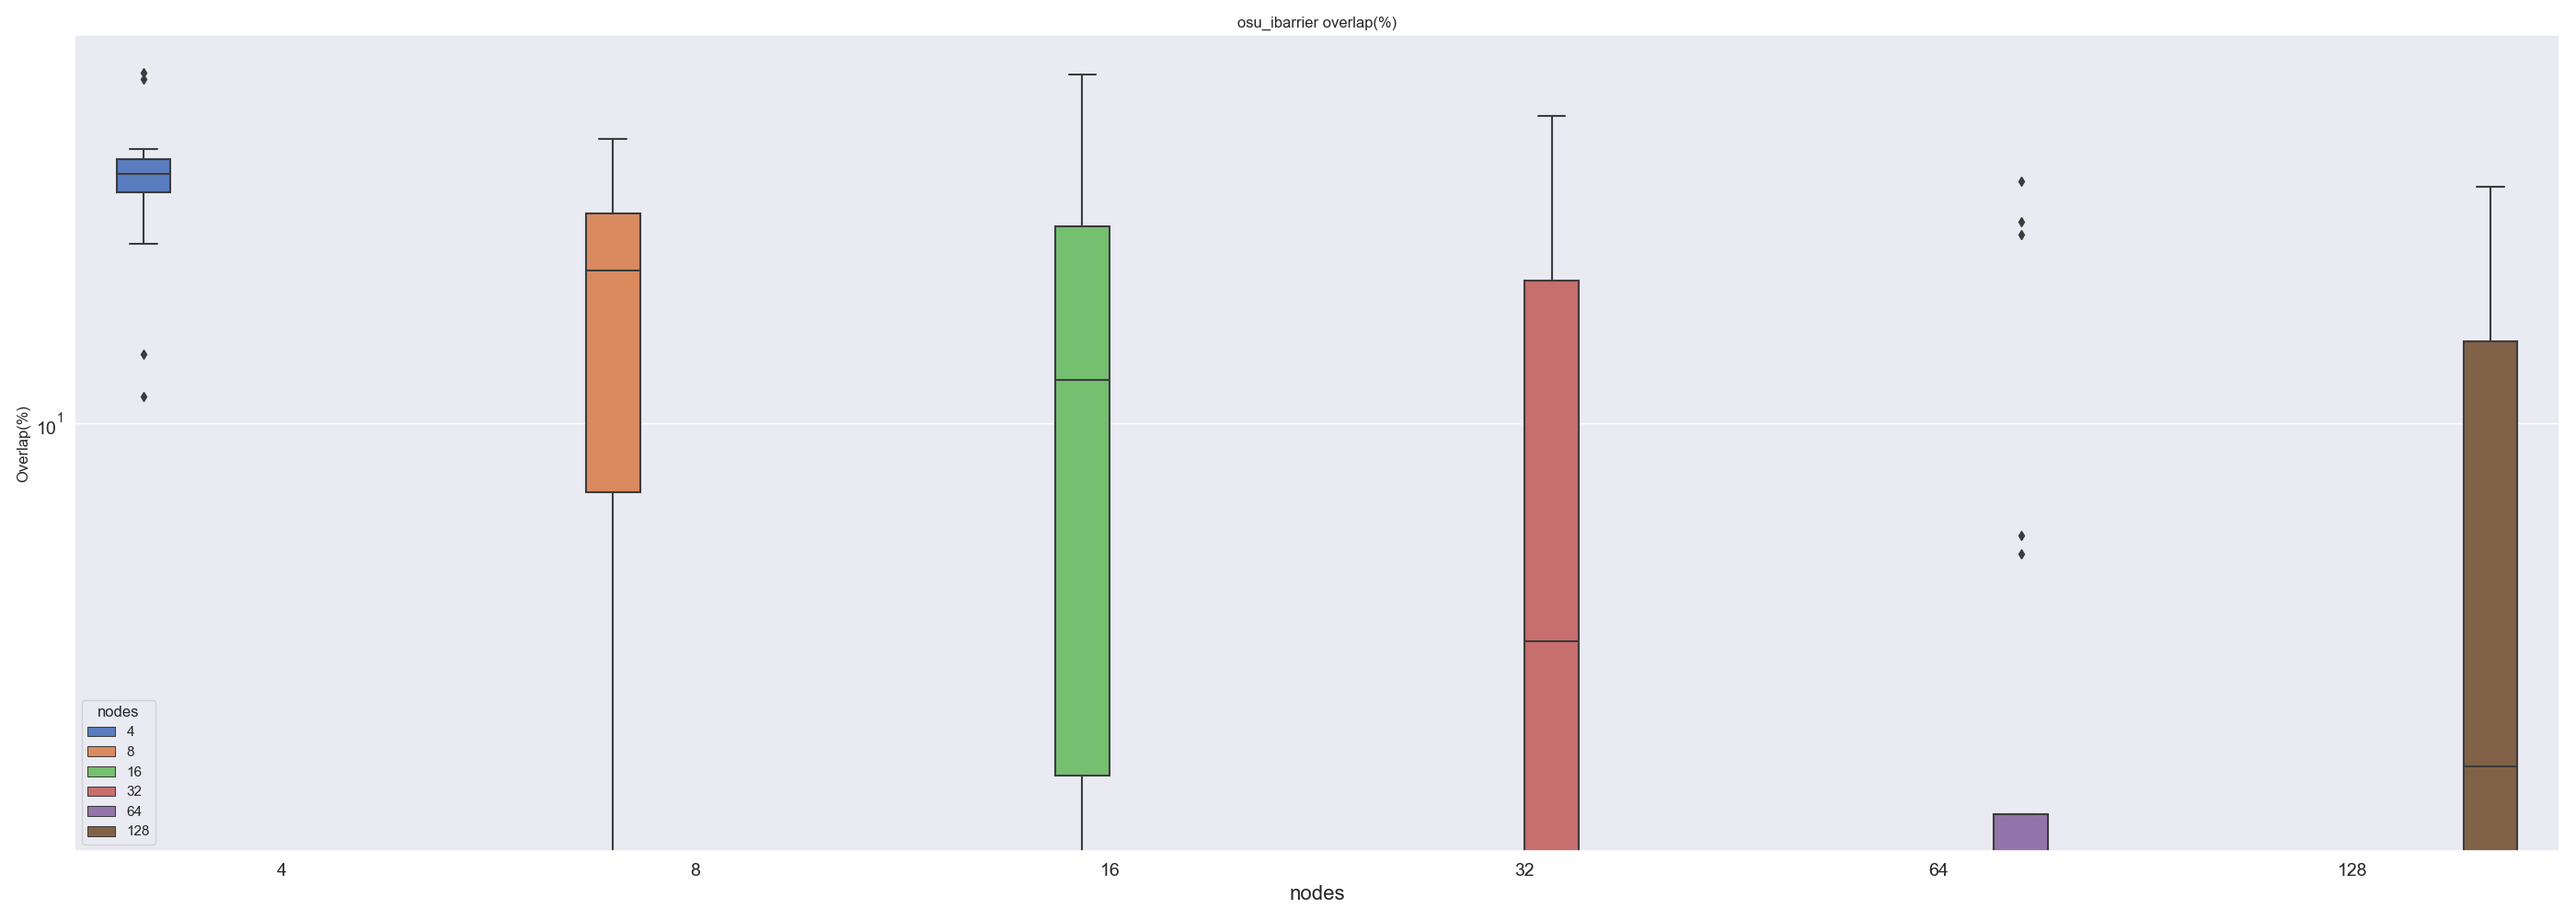 osu_ibarrier overlap(%)
Overlap(%)
10^1
nodes
4
8
16
32
64
128
4 8 16 32 64 128
nodes